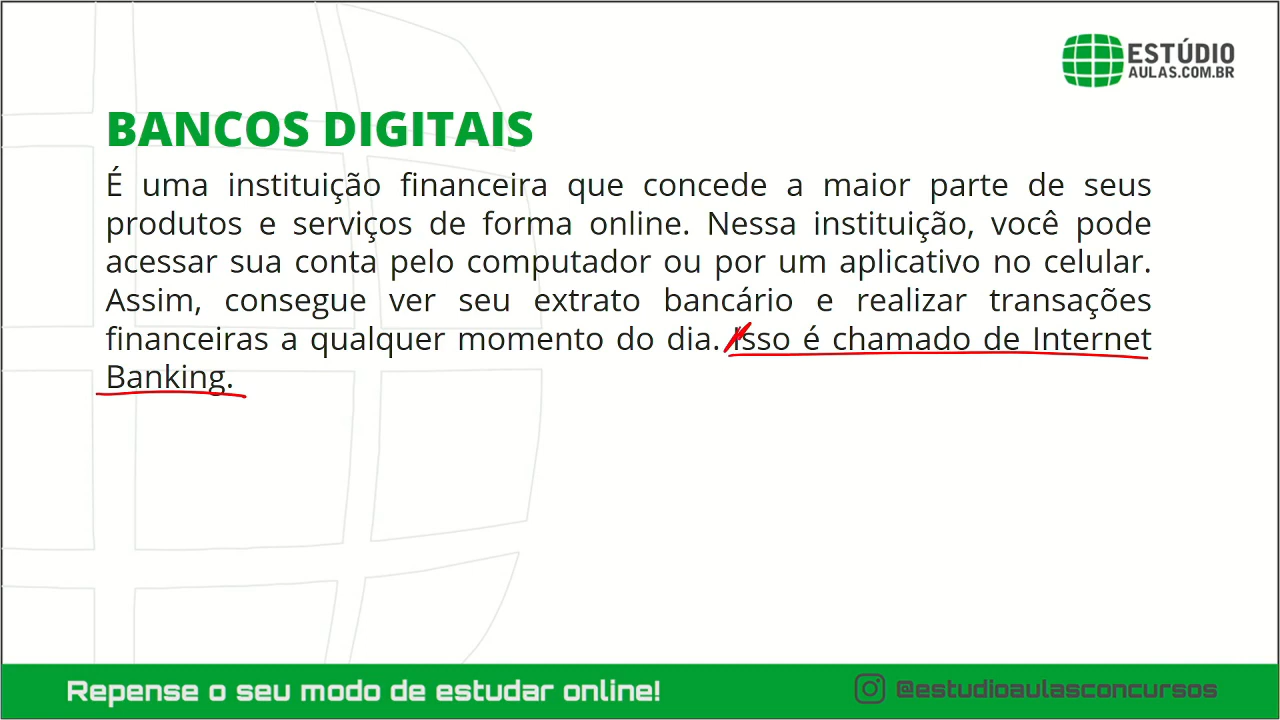 ESTÚDIO
AULAS.COM.BR
BANCOS DIGITAIS
É uma instituição financeira que concede a maior parte de seus
produtos e serviços de forma online. Nessa instituição, você pode
acessar sua conta pelo computador ou por um aplicativo no celular.
Assim, consegue ver seu extrato bancário e realizar transações
financeiras a qualquer momento do dia. Isso é chamado de Internet
Banking.
Repense o seu modo de estudar online!
@estudioaulasconcursos